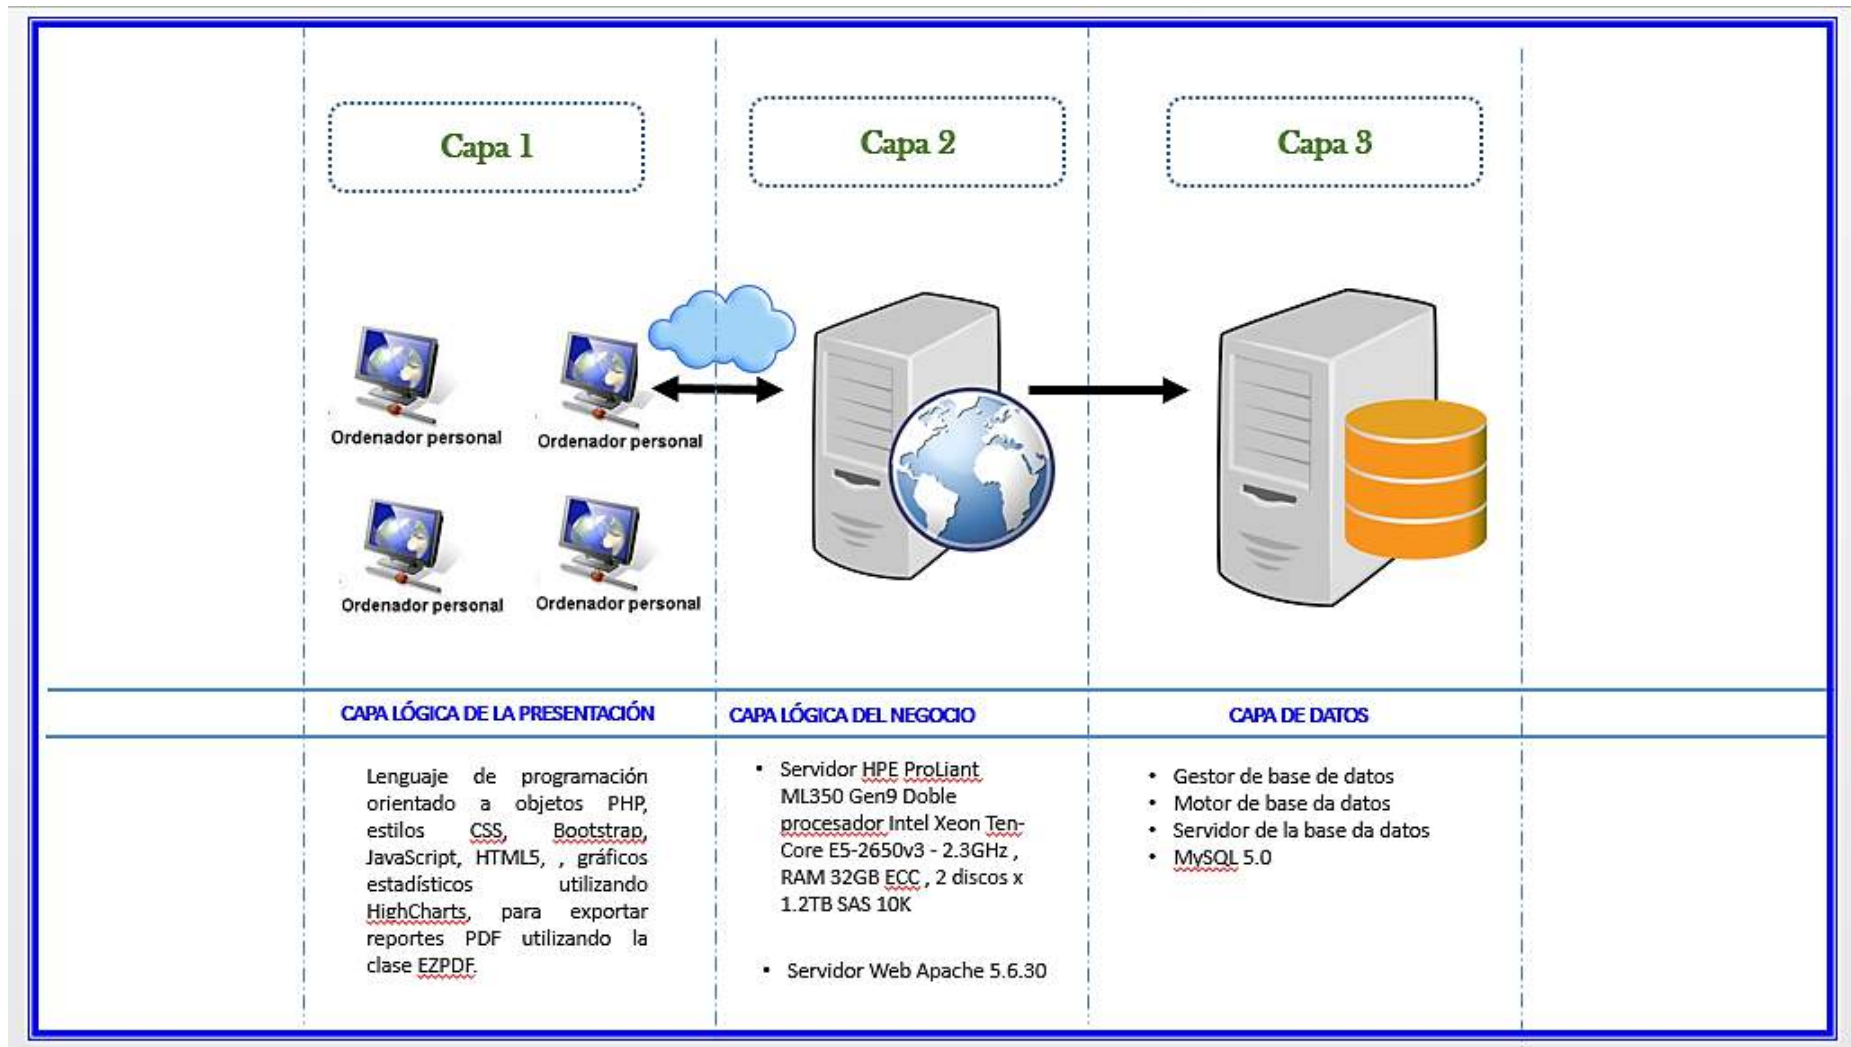 Capa 1
Capa 2
Capa 3
Ordenador personal
Ordenador personal
Ordenador personal
Ordenador personal
CAPA LÓGICA DE LA PRESENTACIÓN
CAPA LÓGICA DEL NEGOCIO
CAPA DE DATOS
Lenguaje de programación
orientado a objetos PHP,
estilos CSS, Bootstrap,
JavaScript, HTML5, , gráficos
estadísticos utilizando
HighCharts, para exportar
reportes PDF utilizando la
clase EZPDF.
• Servidor HPE ProLiant
ML350 Gen9 Doble
procesador Intel Xeon Ten-
Core E5-2650v3 - 2.3GHz ,
RAM 32GB ECC , 2 discos x
1.2TB SAS 10K
• Servidor Web Apache 5.6.30
• Gestor de base de datos
• Motor de base da datos
• Servidor de la base da datos
• MySQL 5.0